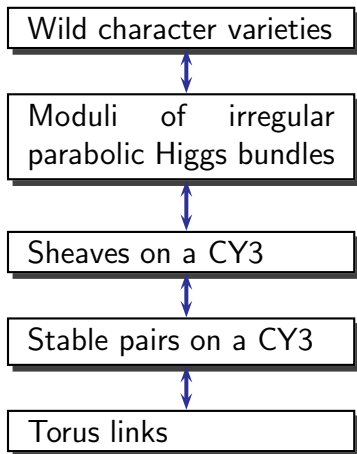 Wild character varieties
Moduli of irregular
parabolic Higgs bundles
Sheaves on a CY3
Stable pairs on a CY3
Torus links